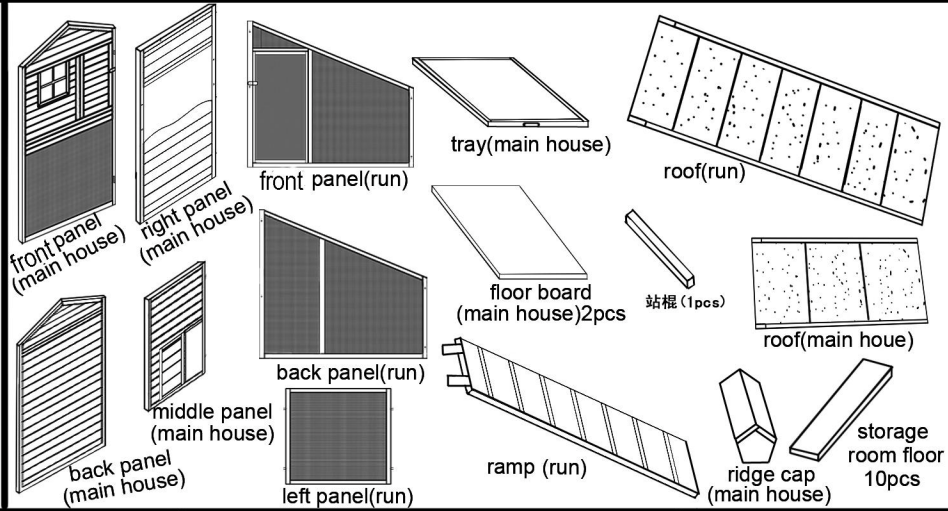 front panel
(main house)
right panel
(main house)
front panel(run)
tray(main house)
roof(run)
floor board
(main house)2pcs
站棍(1pcs)
roof(main houe)
back panel
(main house)
middle panel
(main house)
back panel(run)
left panel(run)
ramp (run)
ridge cap
(main house)
storage
room floor
10pcs